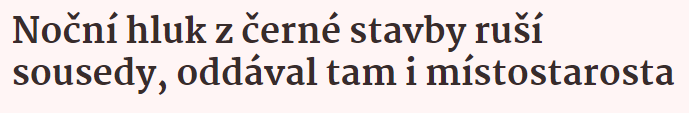 Noční hluk z černé stavby ruší
sousedy, oddával tam i místostarosta